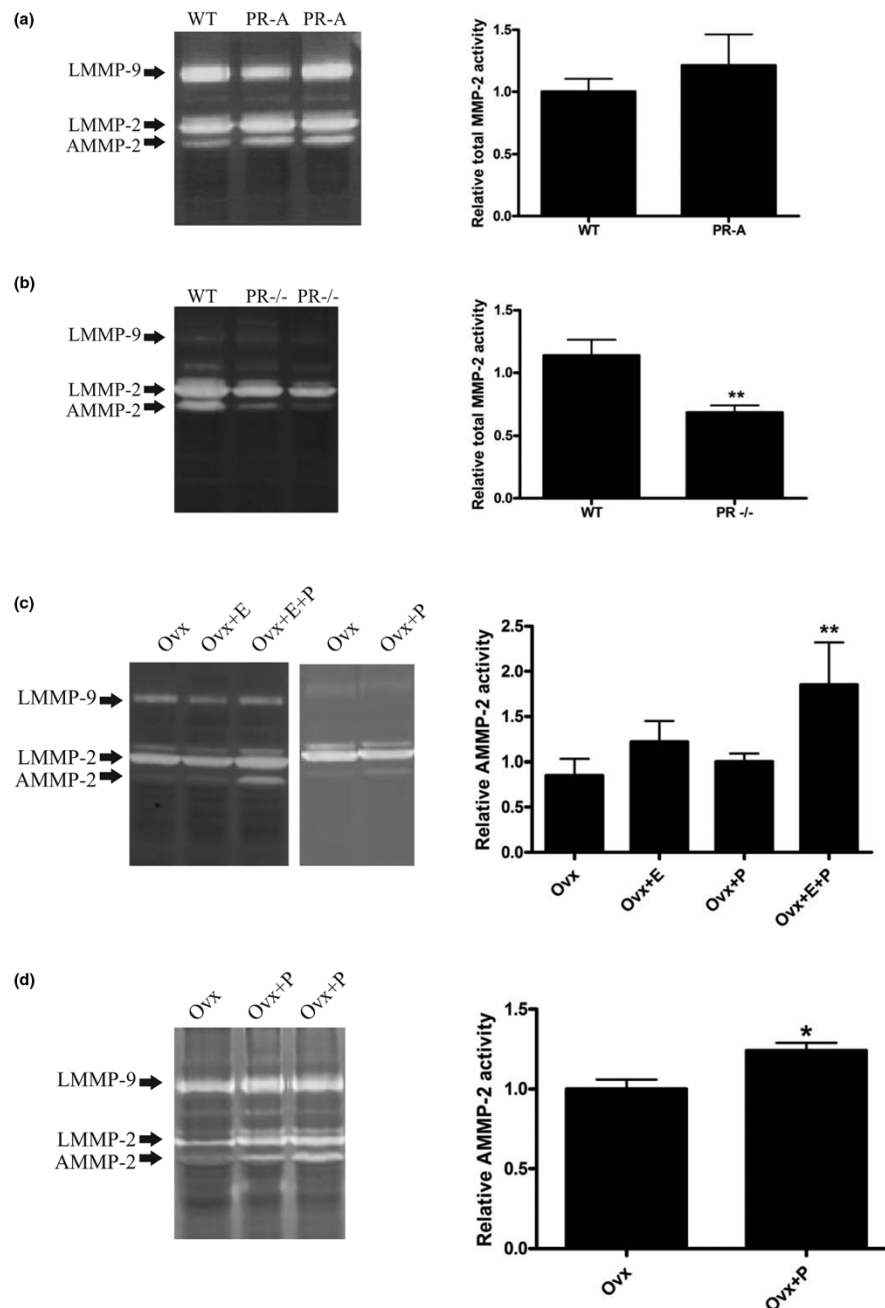 (a)
WT PR-A PR-A
LMMP-9
LMMP-2
AMMP-2
Relative total MMP-2 activity
1.5
1.0
0.5
0.0
WT PR-A
(b)
WT PR-/- PR-/-
LMMP-9
LMMP-2
AMMP-2
Relative total MMP-2 activity
1.5
1.0
0.5
0.0
**
WT PR -/-
(c)
Ovx Ovx+E Ovx+E+P Ovx Ovx+P
LMMP-9
LMMP-2
AMMP-2
Relative AMMP-2 activity
2.5
2.0
1.5
1.0
0.5
0.0
**
Ovx Ovx+E Ovx+P Ovx+E+P
(d)
Ovx Ovx+P Ovx+P
LMMP-9
LMMP-2
AMMP-2
Relative AMMP-2 activity
1.5
1.0
0.5
0.0
*
Ovx Ovx+P